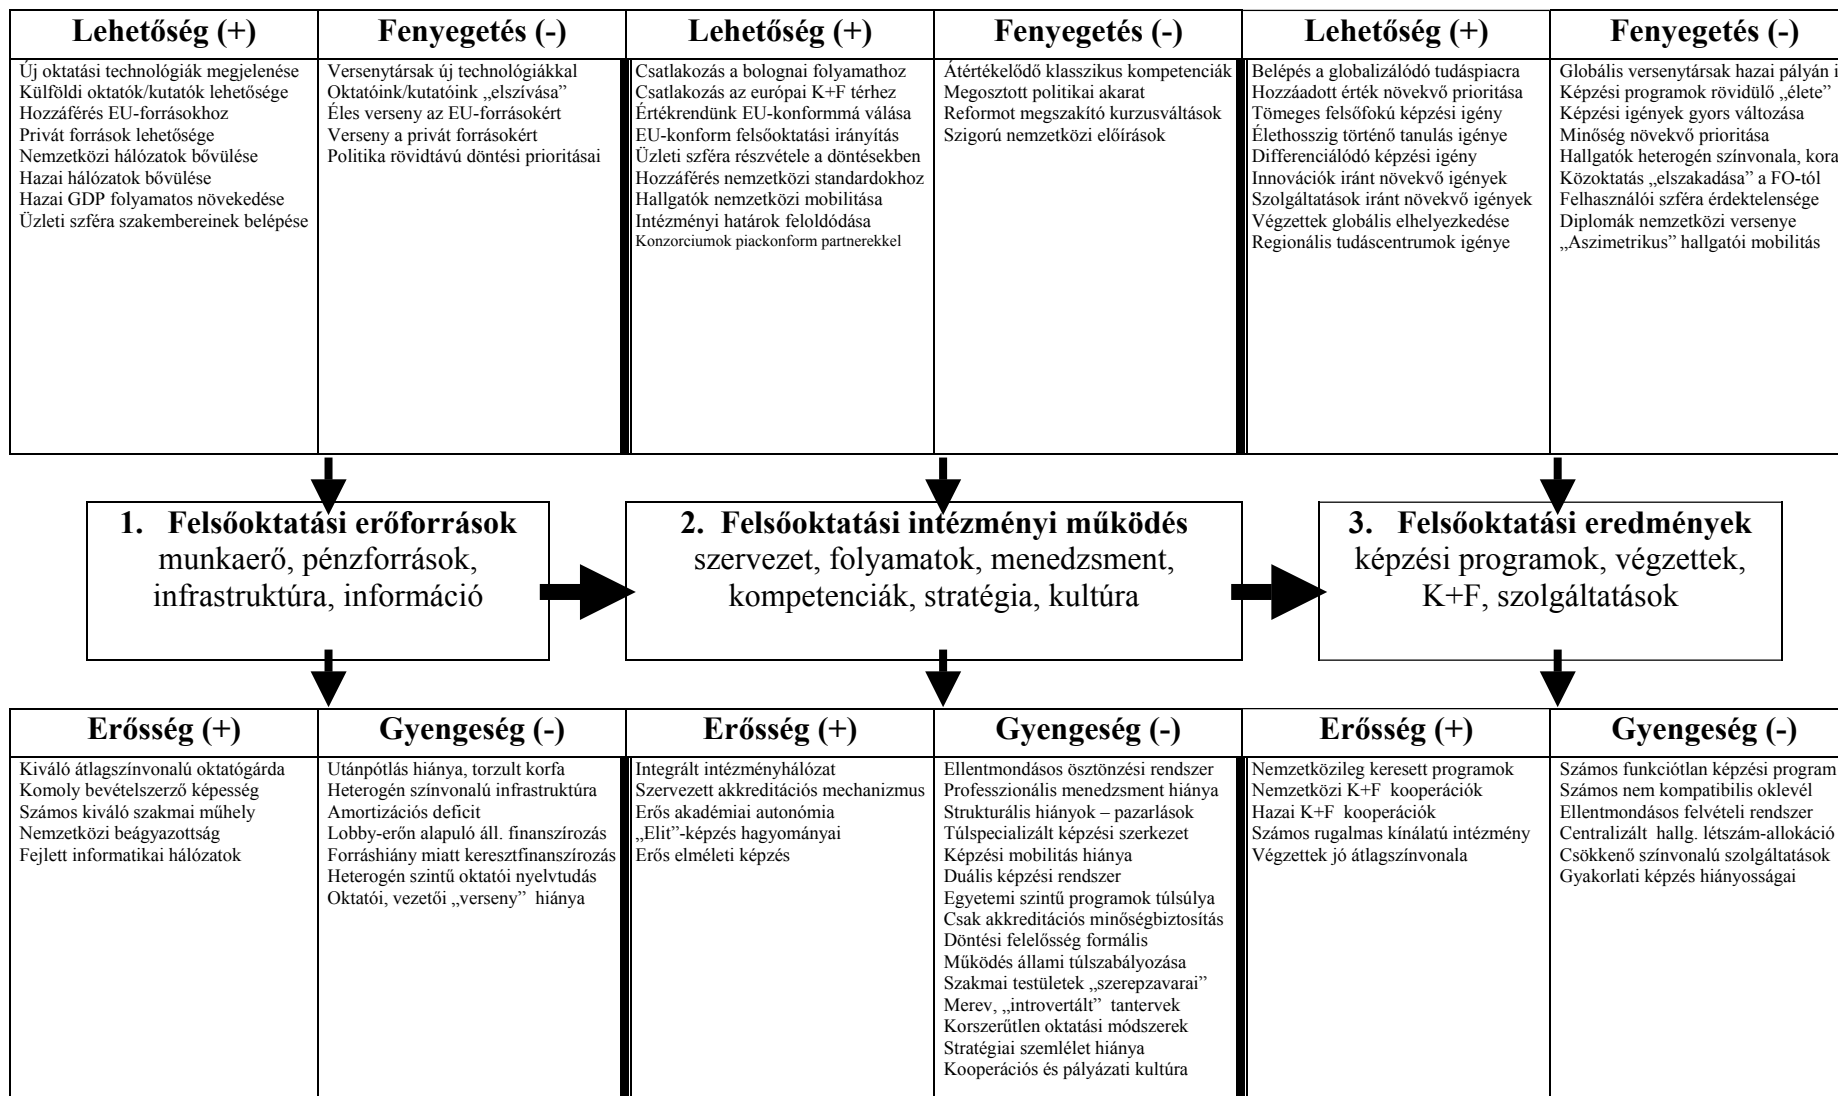 Lehetőség (+)
Új oktatási technológiák megjelenése
Külföldi oktatók/kutatók lehetősége
Hozzáférés EU-forrásokhoz
Privát források lehetősége
Nemzetközi hálózatok bővülése
Hazai hálózatok bővülése
Hazai GDP folyamatos növekedése
Üzleti szféra szakembereinek belépése
Fenyegetés (-)
Versenytársak új technológiákkal
Oktatóink/kutatóink „elszívása”
Éles verseny az EU-forrásokért
Verseny a privát forrásokért
Politika rövidtávú döntési prioritásai
Lehetőség (+)
Csatlakozás a bolognai folyamathoz
Csatlakozás az európai K+F térhez
Értékrendünk EU-konformmá válása
EU-konform felsőoktatási irányítás
Üzleti szféra részvétele a döntésekben
Hozzáférés nemzetközi standardokhoz
Hallgatók nemzetközi mobilitása
Intézményi határok feloldódása
Konzorciumok piackonform partnerekkel
Fenyegetés (-)
Átértékelődő klasszikus kompetenciák
Megosztott politikai akarat
Reformot megszakító kurzusváltások
Szigorú nemzetközi előírások
Lehetőség (+)
Belépés a globalizálódó tudáspiacra
Hozzáadott érték növekvő prioritása
Tömeges felsőfokú képzési igény
Élethosszig történő tanulás igénye
Differenciálódó képzési igény
Innovációk iránt növekvő igények
Szolgáltatások iránt növekvő igények
Végzettek globális elhelyezkedése
Regionális tudáscentrumok igénye
Fenyegetés (-)
Globális versenytársak hazai pályán
Képzési programok rövidülő „élete”
Képzési igények gyors változása
Minőség növekvő prioritása
Hallgatók heterogén színvonala, kora
Közoktatás „elszakadása” a FO-tól
Felhasználói szféra érdektelensége
Diplomák nemzetközi versenye
„Aszimetrikus” hallgatói mobilitás
1. Felsőoktatási erőforrások
munkaerő, pénzforrások,
infrastruktúra, információ
2. Felsőoktatási intézményi működés
szervezet, folyamatok, menedzsment,
kompetenciák, stratégia, kultúra
3. Felsőoktatási eredmények
képzési programok, végzettek,
K+F, szolgáltatások
Erősség (+)
Kiváló átlagszínvonalú oktatógárda
Komoly bevételszerző képesség
Számos kiváló szakmai műhely
Nemzetközi beágyazottság
Fejlett informatikai hálózatok
Gyengeség (-)
Utánpótlás hiánya, torzult korfa
Heterogén színvonalú infrastruktúra
Amortizációs deficit
Lobby-erőn alapuló áll. finanszírozás
Forráshiány miatt keresztfinanszírozás
Heterogén szintű oktatói nyelvtudás
Oktatói, vezetői „verseny” hiánya
Erősség (+)
Integrált intézményhálózat
Szervezett akkreditációs mechanizmus
Erős akadémiai autonómia
„Elit”-képzés hagyományai
Erős elméleti képzés
Gyengeség (-)
Ellentmondásos ösztönzési rendszer
Professzionális menedzsment hiánya
Strukturális hiányok – pazarlások
Túlspecializált képzési szerkezet
Képzési mobilitás hiánya
Duális képzési rendszer
Egyetemi szintű programok túlsúlya
Csak akkreditációs minőségbiztosítás
Döntési felelősség formális
Működés állami túlszabályozása
Szakmai testületek „szerepzavarai”
Merev, „introvertált” tantervek
Korszerűtlen oktatási módszerek
Stratégiai szemlélet hiánya
Kooperációs és pályázati kultúra
Erősség (+)
Nemzetközileg keresett programok
Nemzetközi K+F kooperációk
Hazai K+F kooperációk
Számos rugalmas kínálatú intézmény
Végzettek jó átlagszínvonala
Gyengeség (-)
Számos funkciótlan képzési program
Számos nem kompatibilis oklevél
Ellentmondásos felvételi rendszer
Centralizált hallg. létszám-allokáció
Csökkenő színvonalú szolgáltatások
Gyakorlati képzés hiányosságai